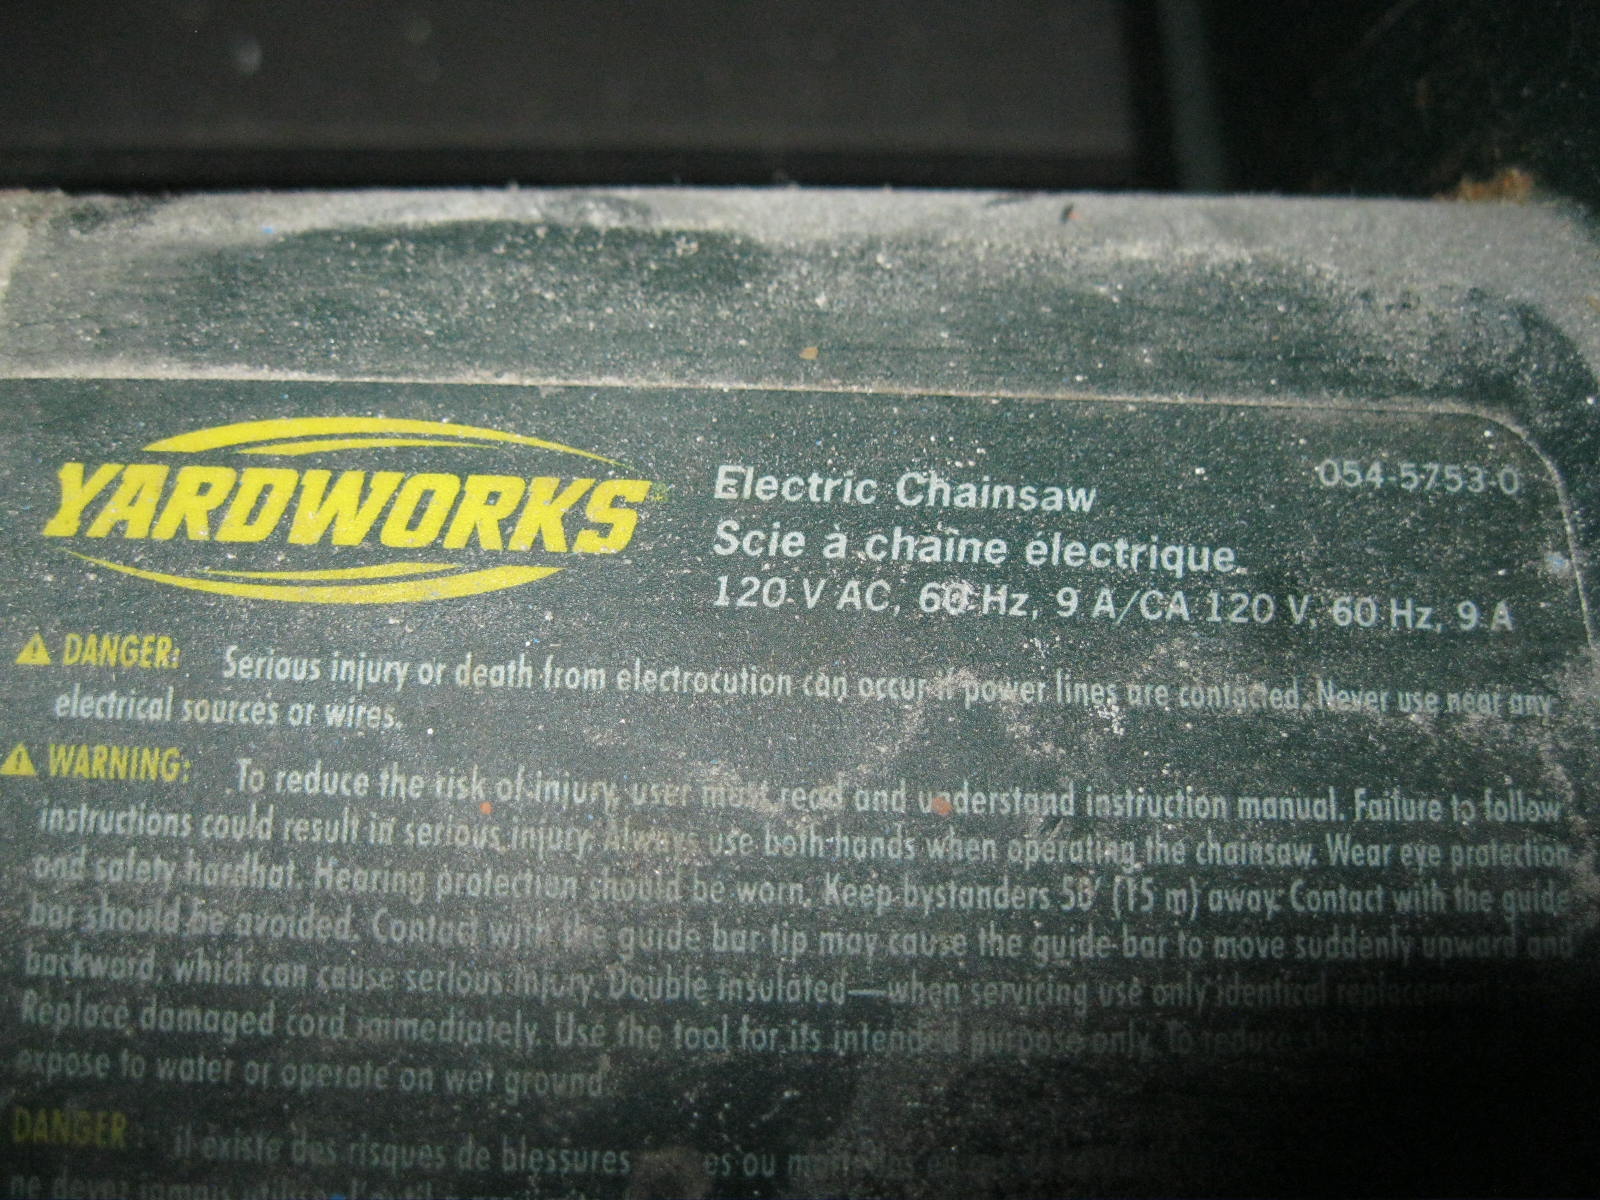 YARDWORKS®
Electric Chainsaw
054-5753-0
Scie à chaîne électrique
120 V AC, 60 Hz, 9 A/CA 120 V, 60 Hz, 9 A
DANGER: Serious injury or death from electrocution can occur if power lines are contacted. Never use near any
electrical sources or wires.
WARNING: To reduce the risk of injury, user must read and understand instruction manual. Failure to follow
instructions could result in serious injury. Always use both hands when operating the chainsaw. Wear eye protection
and safety hardhat. Hearing protection should be worn. Keep bystanders 50' (15 m) away. Contact with the guide
bar should be avoided. Contact with the guide bar tip may cause the guide bar to move suddenly upward and
backward, which can cause serious injury. Double insulated—when servicing use only identical replacement
Replace damaged cord immediately. Use the tool for its intended purpose only. To reduce
expose to water or operate on wet ground.
DANGER : il existe des risques de blessures ou
ne devez jamais